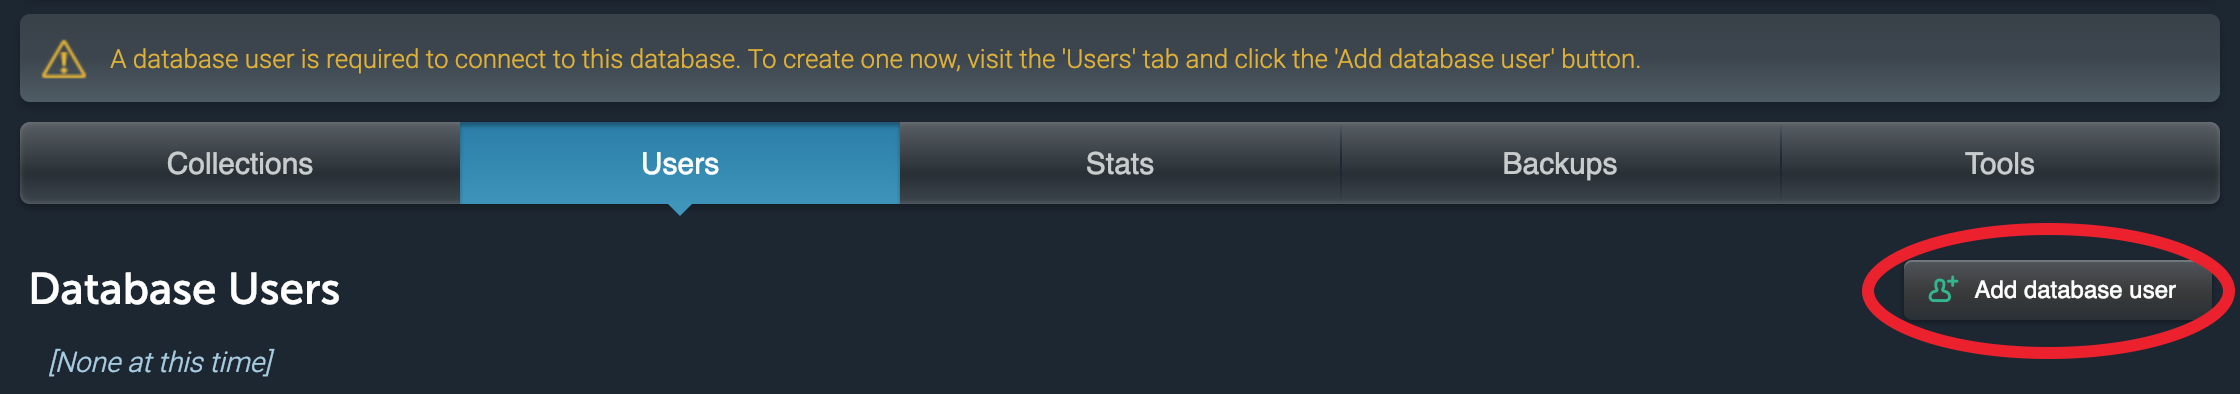 A database user is required to connect to this database. To create one now, visit the 'Users' tab and click the 'Add database user' button.
Collections
Users
Stats
Backups
Tools
Database Users
Add database user
[None at this time]